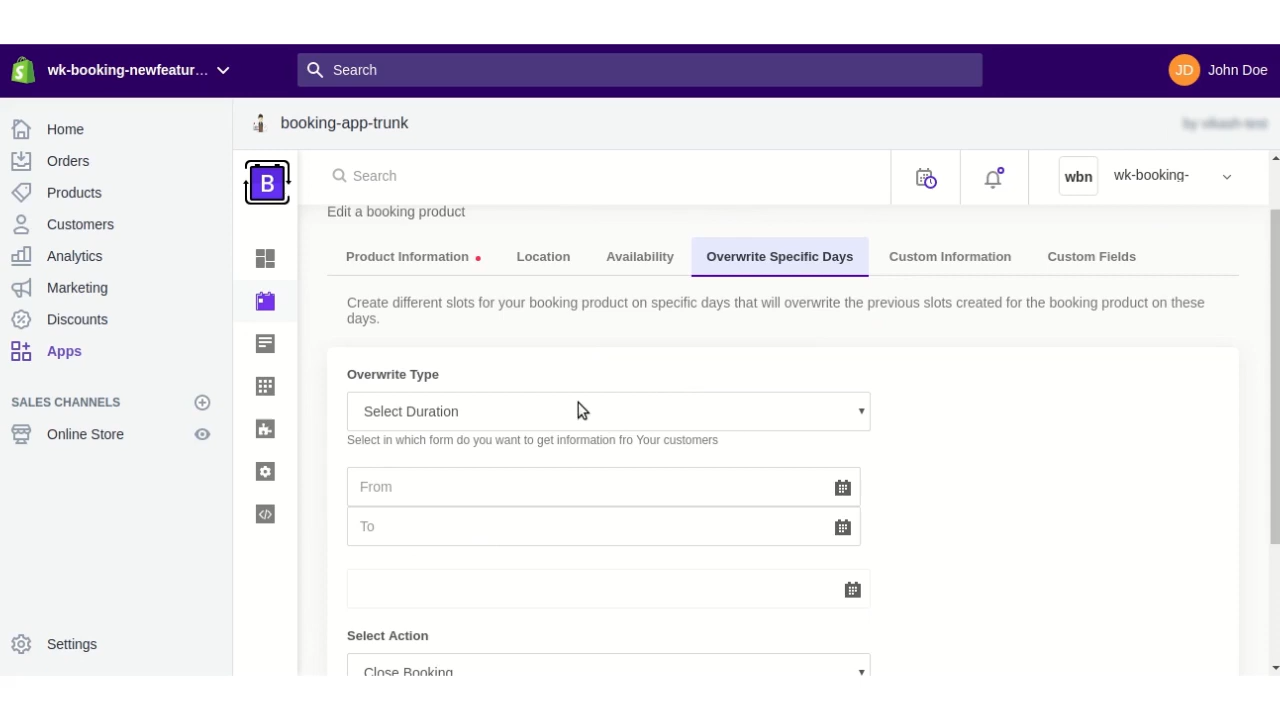 wk-booking-newfeatur...
Search
JD
John Doe
Home
Orders
Products
Customers
Analytics
Marketing
Discounts
Apps
SALES CHANNELS
Online Store
Settings
booking-app-trunk
B
Search
wbn
wk-booking-
Edit a booking product
Product Information
Location
Availability
Overwrite Specific Days
Custom Information
Custom Fields
Create different slots for your booking product on specific days that will overwrite the previous slots created for the booking product on these
days.
Overwrite Type
Select Duration
Select in which form do you want to get information fro Your customers
From
To
Select Action
Close Booking